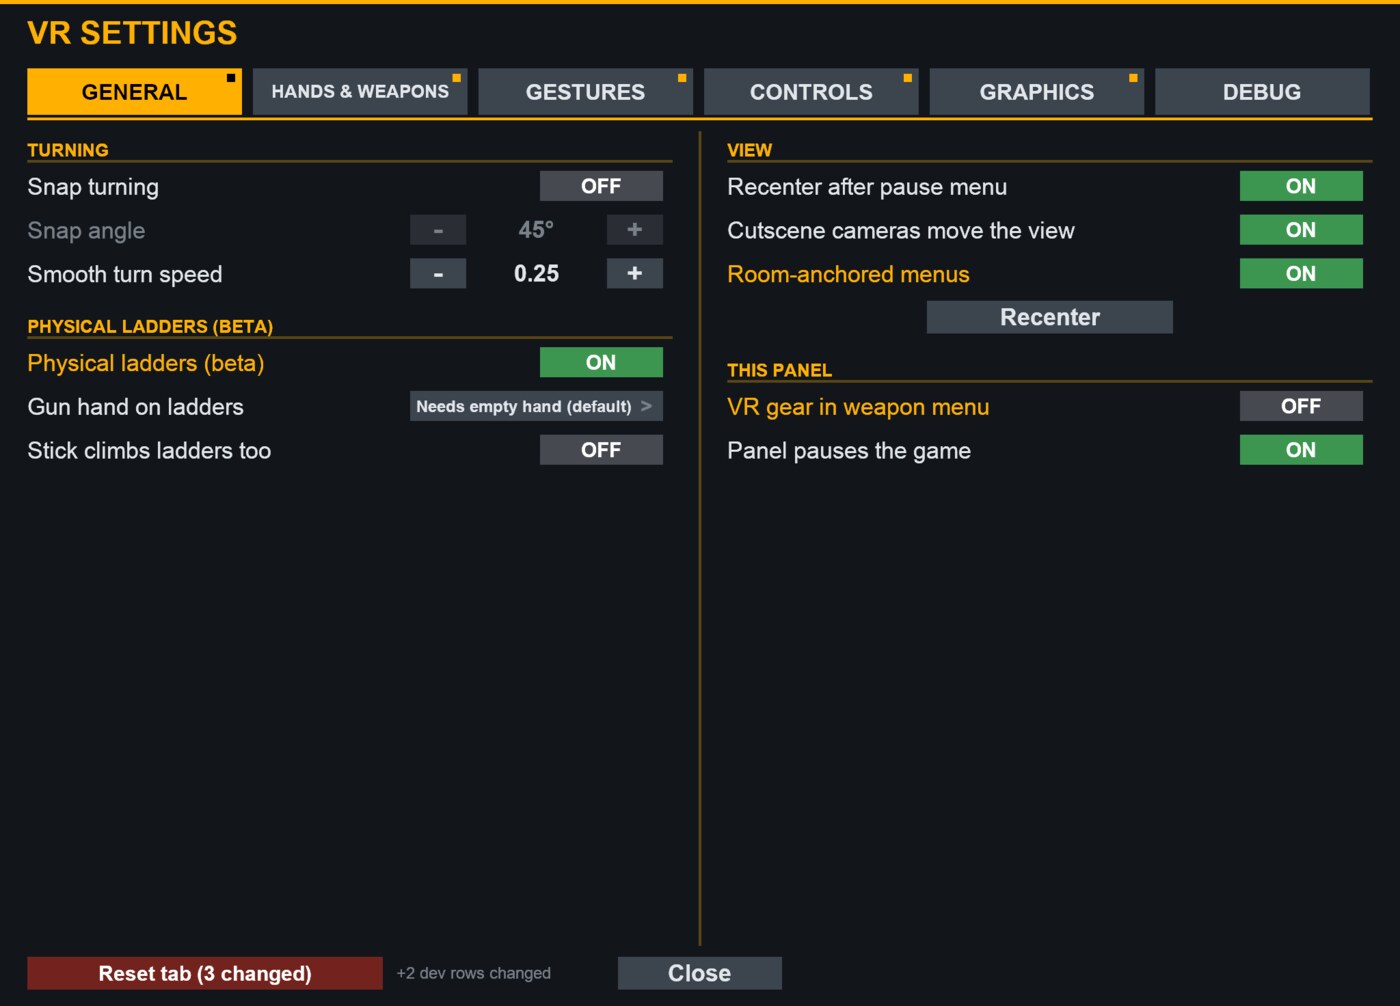 VR SETTINGS
GENERAL HANDS & WEAPONS GESTURES CONTROLS GRAPHICS DEBUG
TURNING
Snap turning OFF
Snap angle - 45° +
Smooth turn speed - 0.25 +
PHYSICAL LADDERS (BETA)
Physical ladders (beta) ON
Gun hand on ladders Needs empty hand (default) >
Stick climbs ladders too OFF
VIEW
Recenter after pause menu ON
Cutscene cameras move the view ON
Room-anchored menus ON
Recenter
THIS PANEL
VR gear in weapon menu OFF
Panel pauses the game ON
Reset tab (3 changed) +2 dev rows changed Close